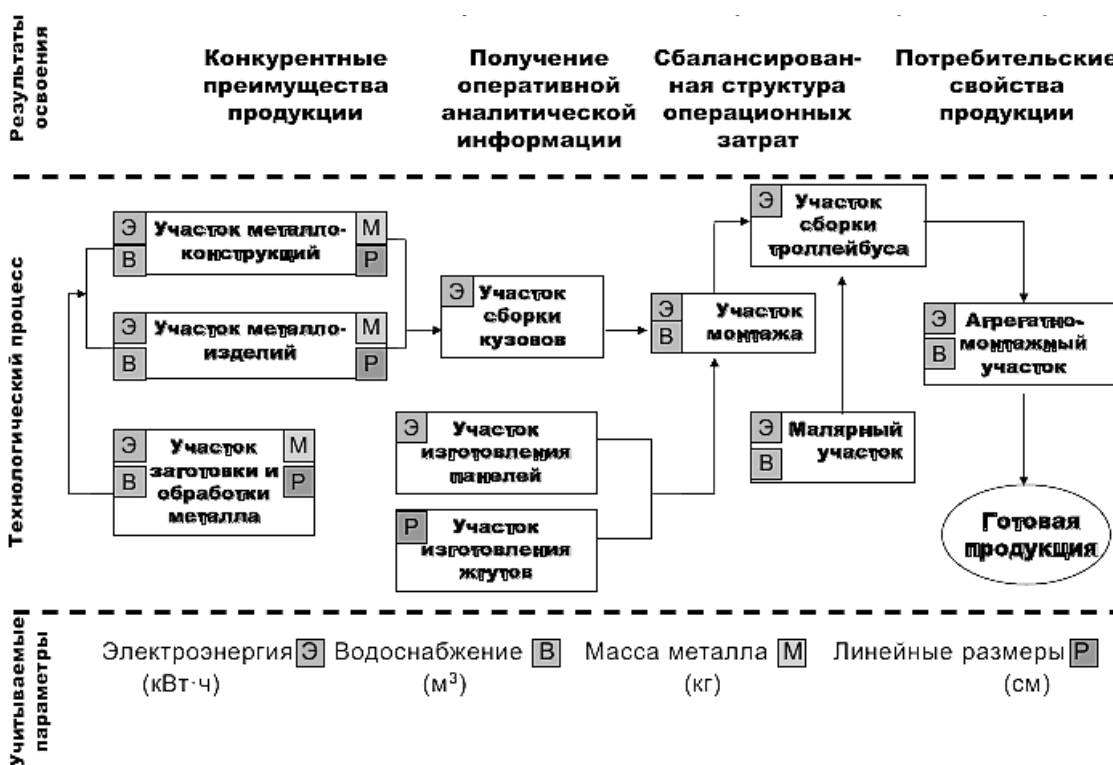 Результаты
освоения
Конкурентные
преимущества
продукции
Получение
оперативной
аналитической
информации
Сбалансирован-
ная структура
операционных
затрат
Потребительские
свойства
продукции
Технологический процесс
Э
В
Участок металло-
конструкций
М
Р
Э
В
Участок металло-
изделий
М
Р
Э
В
Участок
заготовки и
обработки
металла
М
Р
Э
Участок
сборки
кузовов
Э
Участок
изготовления
панелей
Р
Участок
изготовления
жгутов
Э
В
Участок
монтажа
Э
Участок
сборки
троллейбуса
Э
В
Малярный
участок
Э
В
Агрегатно-
монтажный
участок
Готовая
продукция
Учитываемые
параметры
Электроэнергия Э
(кВт·ч)
Водоснабжение В
(м³)
Масса металла М
(кг)
Линейные размеры Р
(см)